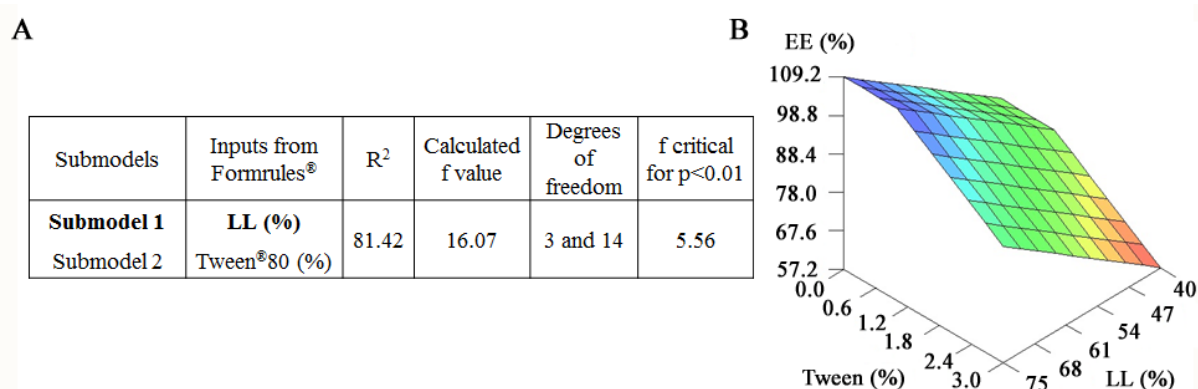 A
Submodels
Inputs from
Formrules®
R²
Calculated
f value
Degrees
of
freedom
f critical
for p<0.01
Submodel 1
Submodel 2
LL (%)
Tween®80 (%)
81.42
16.07
3 and 14
5.56
B
EE (%)
109.2
98.8
88.4
78.0
67.6
57.2
0.0
0.6
1.2
1.8
2.4
3.0
Tween (%)
75
68
61
54
47
40
LL (%)